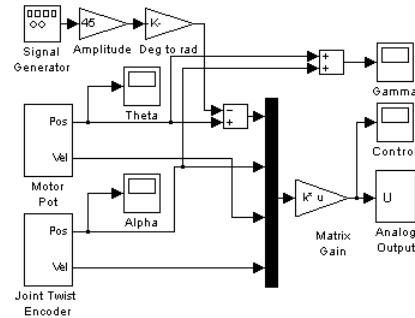 45
K-
Signal
Generator
Amplitude
Deg to rad
Theta
Gamma
Pos
Vel
Motor
Pot
Control
Alpha
K* u
Matrix
Gain
U
Analog
Output
Pos
Vel
Joint Twist
Encoder